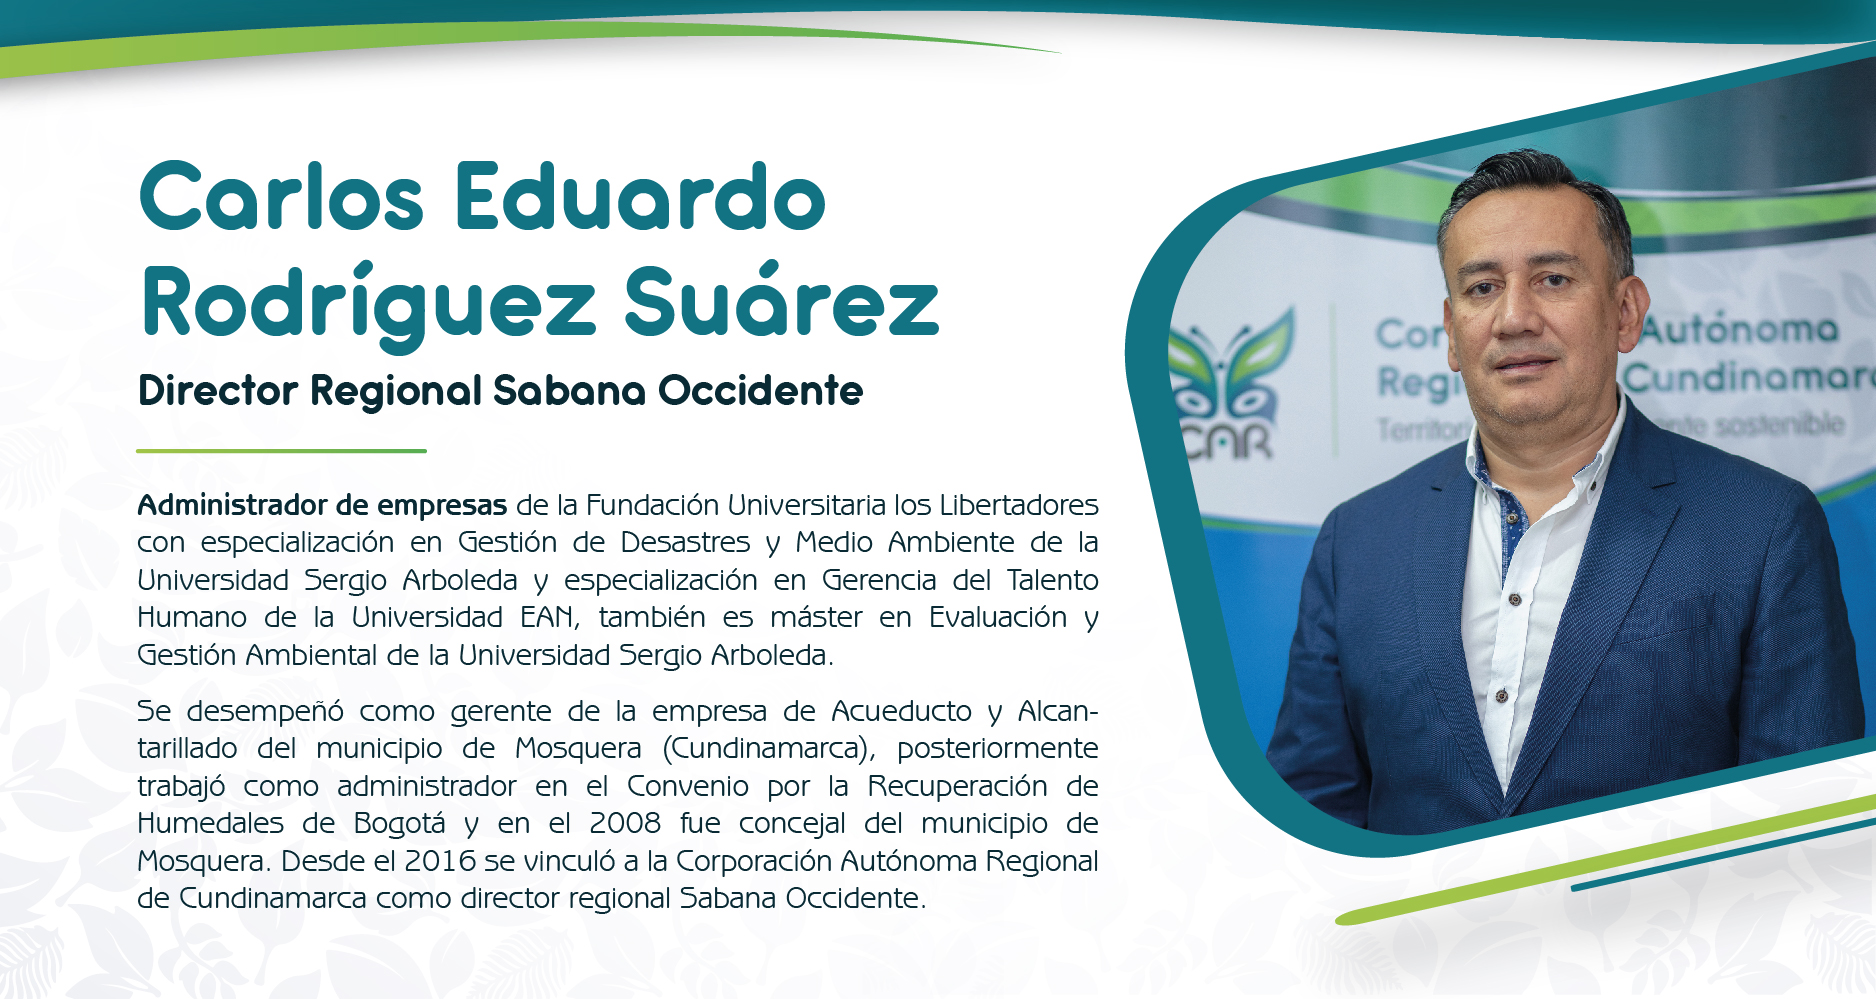 Carlos Eduardo
Rodríguez Suárez
Director Regional Sabana Occidente
Administrador de empresas de la Fundación Universitaria los Libertadores
con especialización en Gestión de Desastres y Medio Ambiente de la
Universidad Sergio Arboleda y especialización en Gerencia del Talento
Humano de la Universidad EAN, también es máster en Evaluación y
Gestión Ambiental de la Universidad Sergio Arboleda.
Se desempeñó como gerente de la empresa de Acueducto y Alcan-
tarillado del municipio de Mosquera (Cundinamarca), posteriormente
trabajó como administrador en el Convenio por la Recuperación de
Humedales de Bogotá y en el 2008 fue concejal del municipio de
Mosquera. Desde el 2016 se vinculó a la Corporación Autónoma Regional
de Cundinamarca como director regional Sabana Occidente.
CAR
Autónoma
sostenible